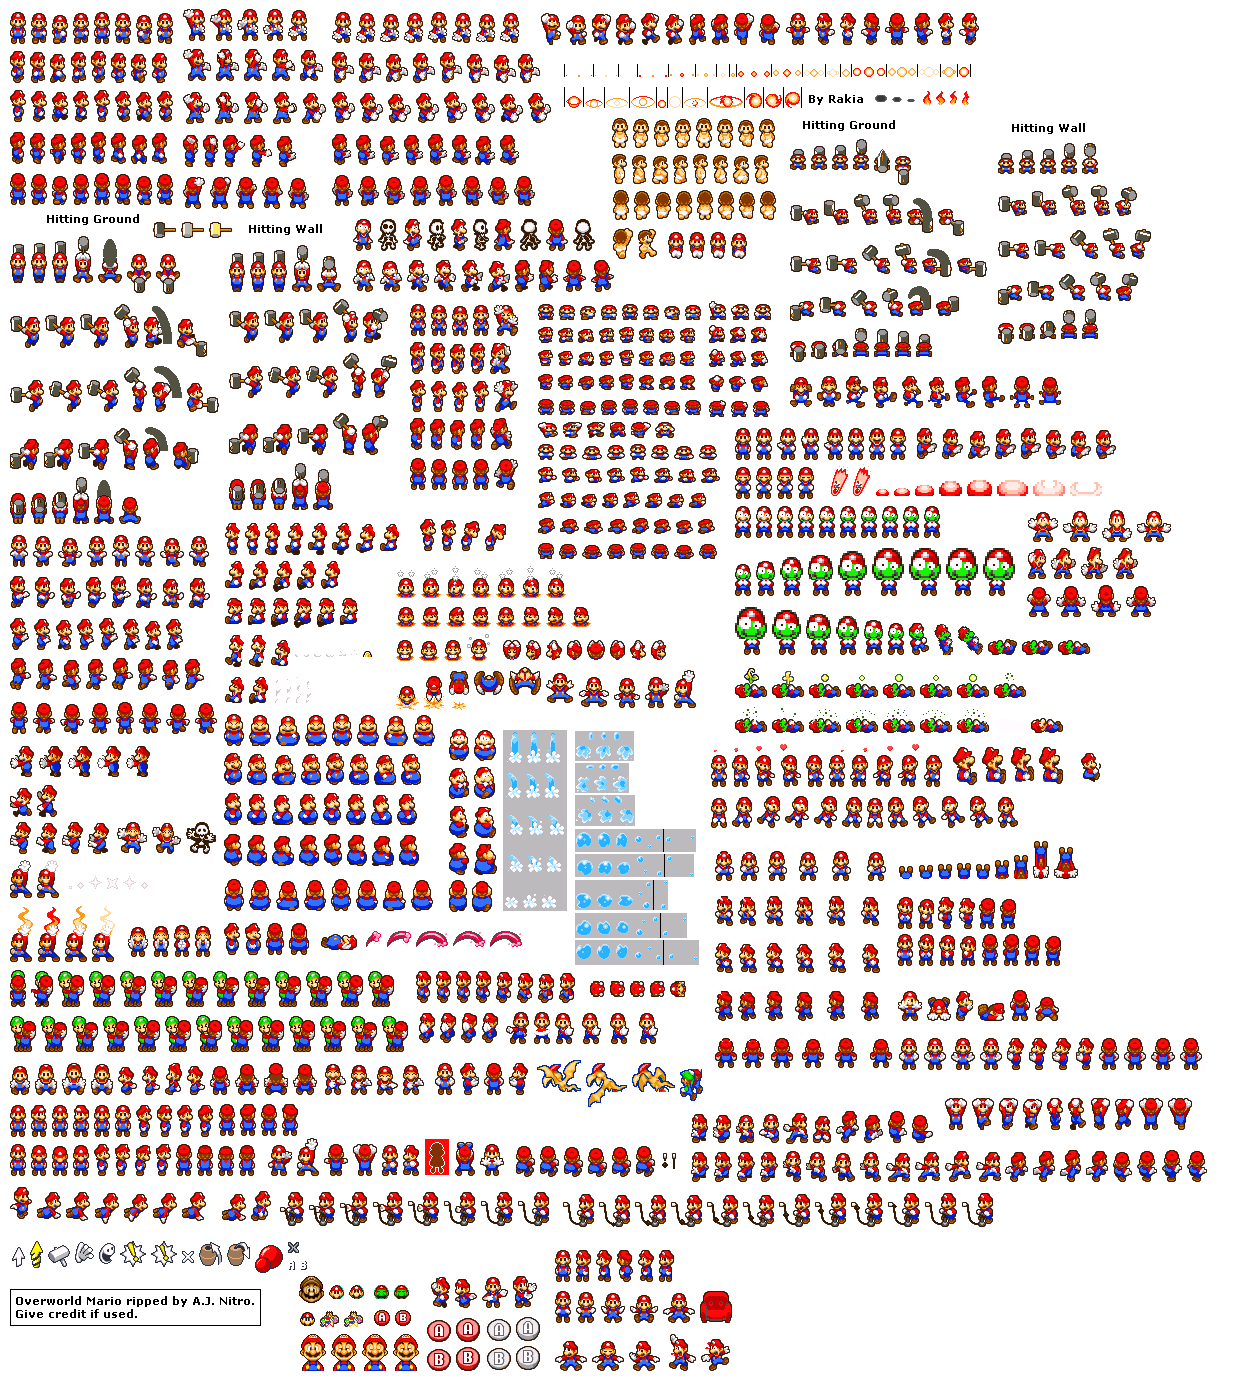 By Rakia
Hitting Ground
Hitting Wall
Hitting Ground
Hitting Wall
A B
Overworld Mario ripped by A.J. Nitro.
Give credit if used.
A B
A A A A
B B B B